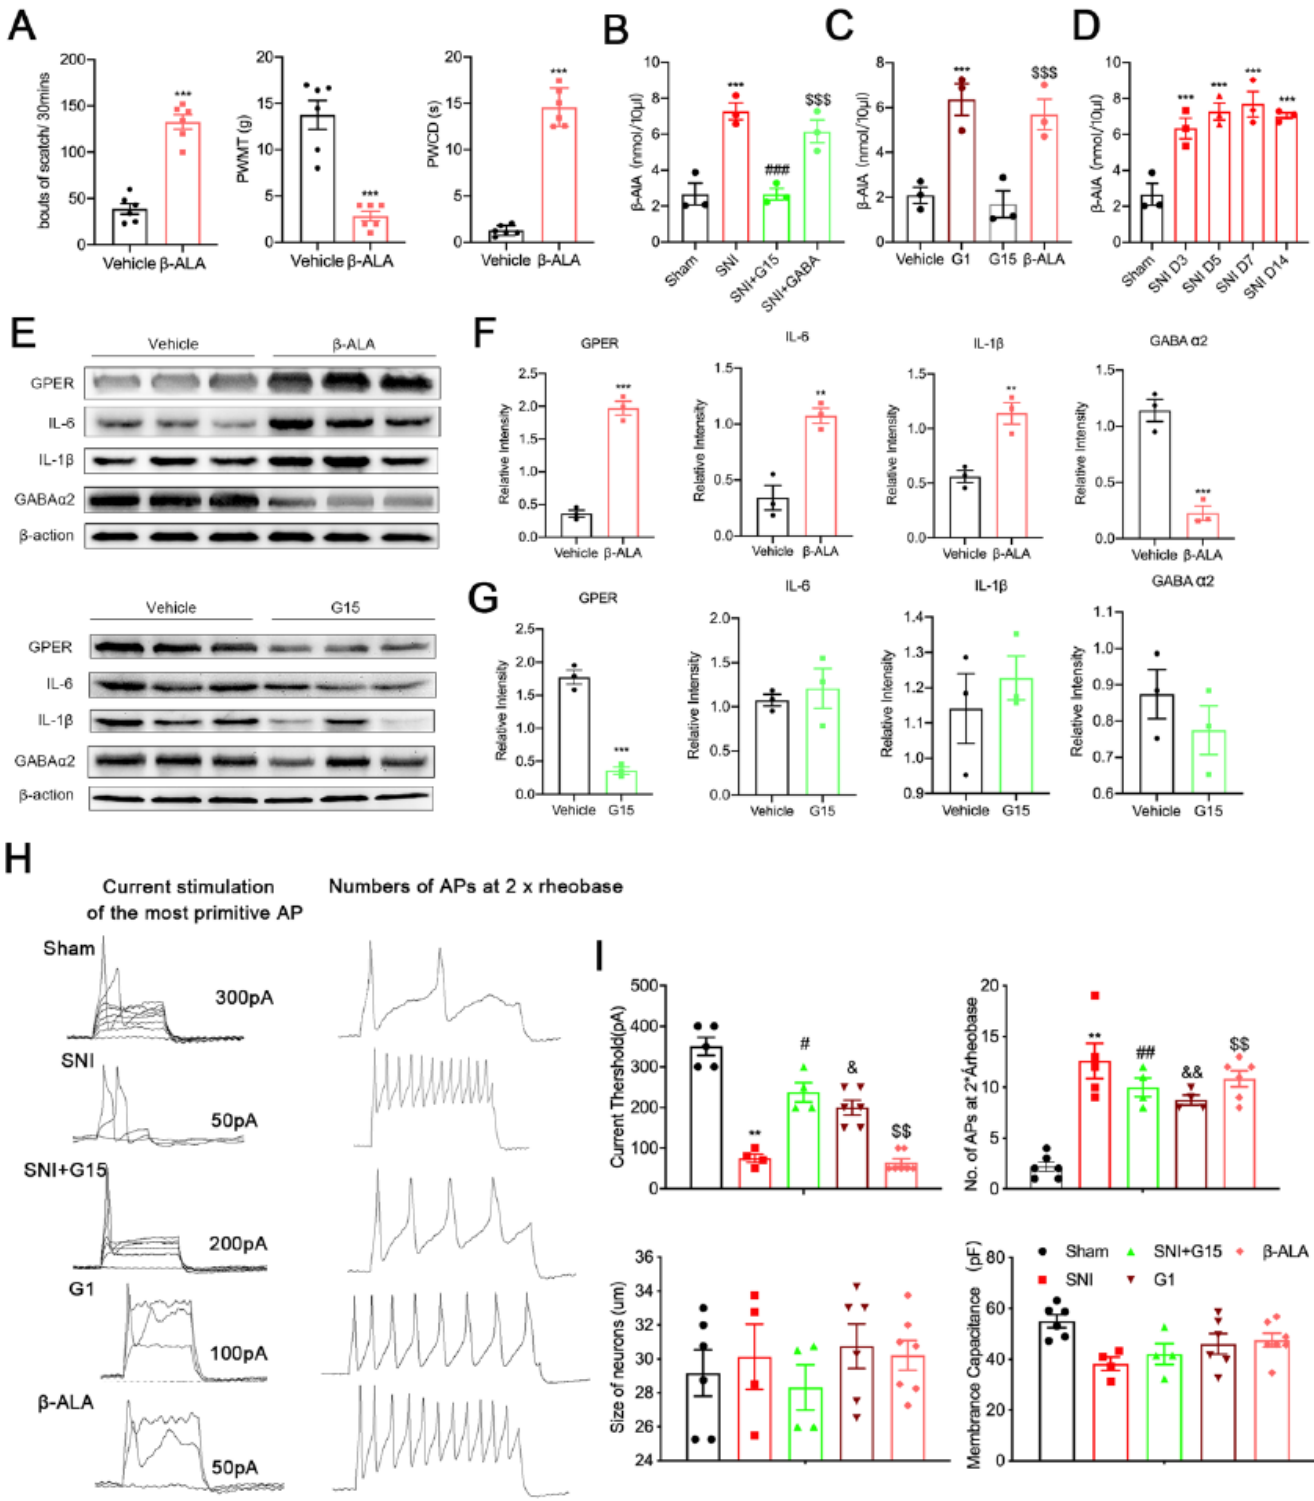 A
bouts of scatch/ 30mins
200
150
100
50
0
Vehicle β-ALA
***
PWMT (g)
20
15
10
5
0
Vehicle β-ALA
***
PWCD (s)
20
15
10
5
0
Vehicle β-ALA
***
B
β-AlA (nmol/10μl)
10
8
6
4
2
0
***
###
$$$
Sham
SNI
SNI+G15
SNI+GABA
C
β-AlA (nmol/10μl)
8
6
4
2
0
***
$$$
Vehicle G1 G15 β-ALA
D
β-AlA (nmol/10μl)
10
8
6
4
2
0
***
***
***
***
Sham
SNI D3
SNI D5
SNI D7
SNI D14
E
Vehicle β-ALA
GPER
IL-6
IL-1β
GABAα2
β-action
Vehicle G15
GPER
IL-6
IL-1β
GABAα2
β-action
F
GPER
Relative Intensity
2.5
2.0
1.5
1.0
0.5
0.0
***
Vehicle β-ALA
IL-6
Relative Intensity
1.5
1.0
0.5
0.0
**
Vehicle β-ALA
IL-1β
Relative Intensity
1.5
1.0
0.5
0.0
**
Vehicle β-ALA
GABA α2
Relative Intensity
1.5
1.0
0.5
0.0
***
Vehicle β-ALA
G
GPER
Relative Intensity
2.5
2.0
1.5
1.0
0.5
0.0
***
Vehicle G15
IL-6
Relative Intensity
2.0
1.5
1.0
0.5
0.0
Vehicle G15
IL-1β
Relative Intensity
1.4
1.3
1.2
1.1
1.0
0.9
Vehicle G15
GABA α2
Relative Intensity
1.1
1.0
0.9
0.8
0.7
0.6
Vehicle G15
H
Current stimulation
of the most primitive AP
Numbers of APs at 2 x rheobase
Sham
300pA
SNI
50pA
SNI+G15
200pA
G1
100pA
β-ALA
50pA
I
Current Thershold(pA)
500
400
300
200
100
0
**
#
&
$$
No. of APs at 2*Árheobase
20
15
10
5
0
**
##
&&
$$
Size of neurons (um)
36
34
32
30
28
26
24
Membrance Capacitance (pF)
80
60
40
20
0
Sham SNI+G15 β-ALA
SNI G1